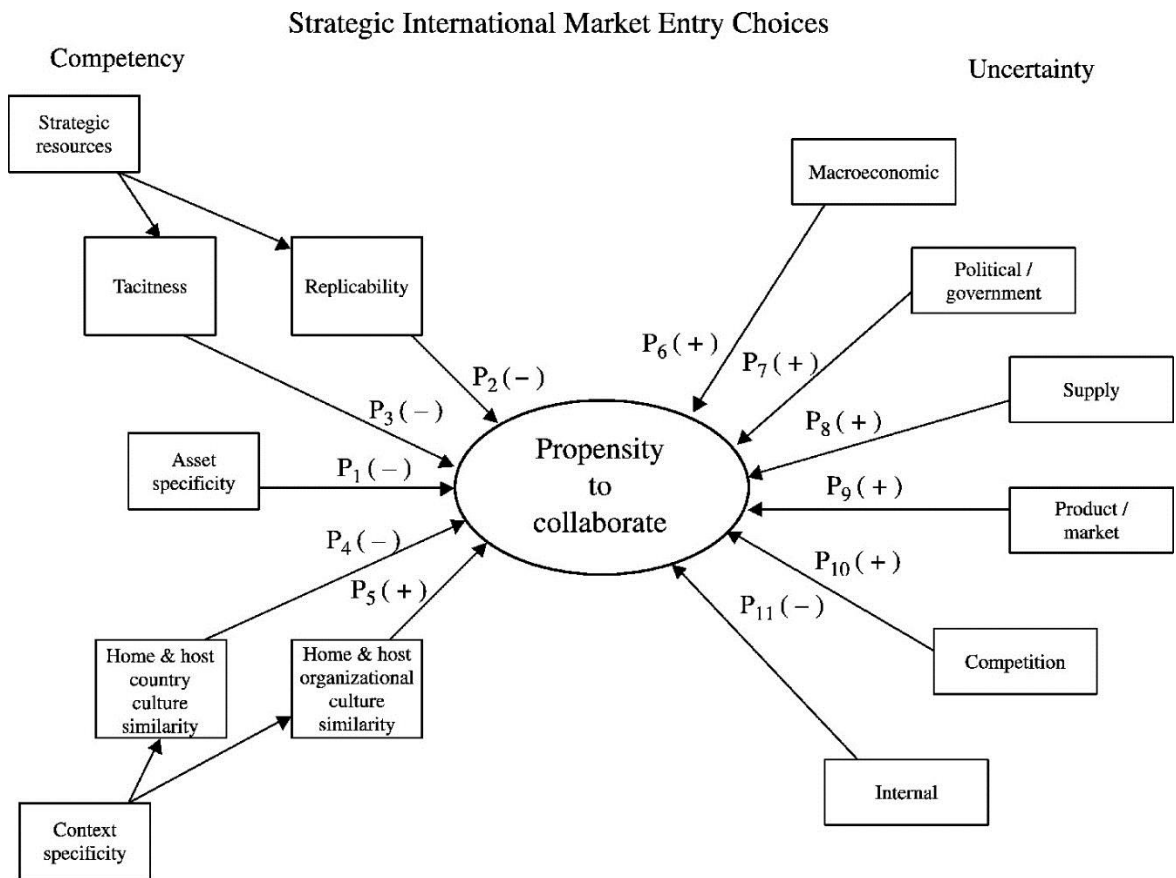 Strategic International Market Entry Choices
Competency
Uncertainty
Strategic
resources
Macroeconomic
Tacitness
Replicability
Political /
government
P6 ( + )
P7 ( + )
P2 ( − )
Supply
P3 ( − )
P8 ( + )
Asset
specificity
P1 ( − )
Propensity
to
collaborate
P9 ( + )
Product /
market
P4 ( − )
P10 ( + )
P5 ( + )
P11 ( − )
Home & host
country
culture
similarity
Home & host
organizational
culture
similarity
Competition
Internal
Context
specificity